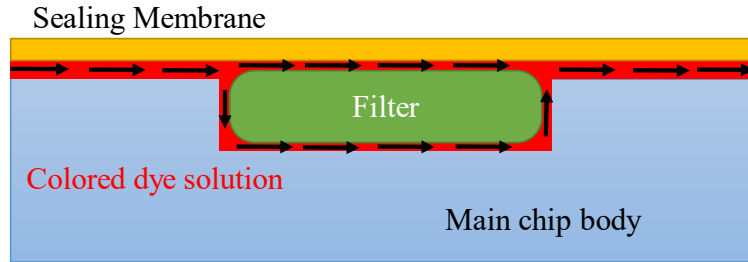 Sealing Membrane
Filter
Colored dye solution
Main chip body